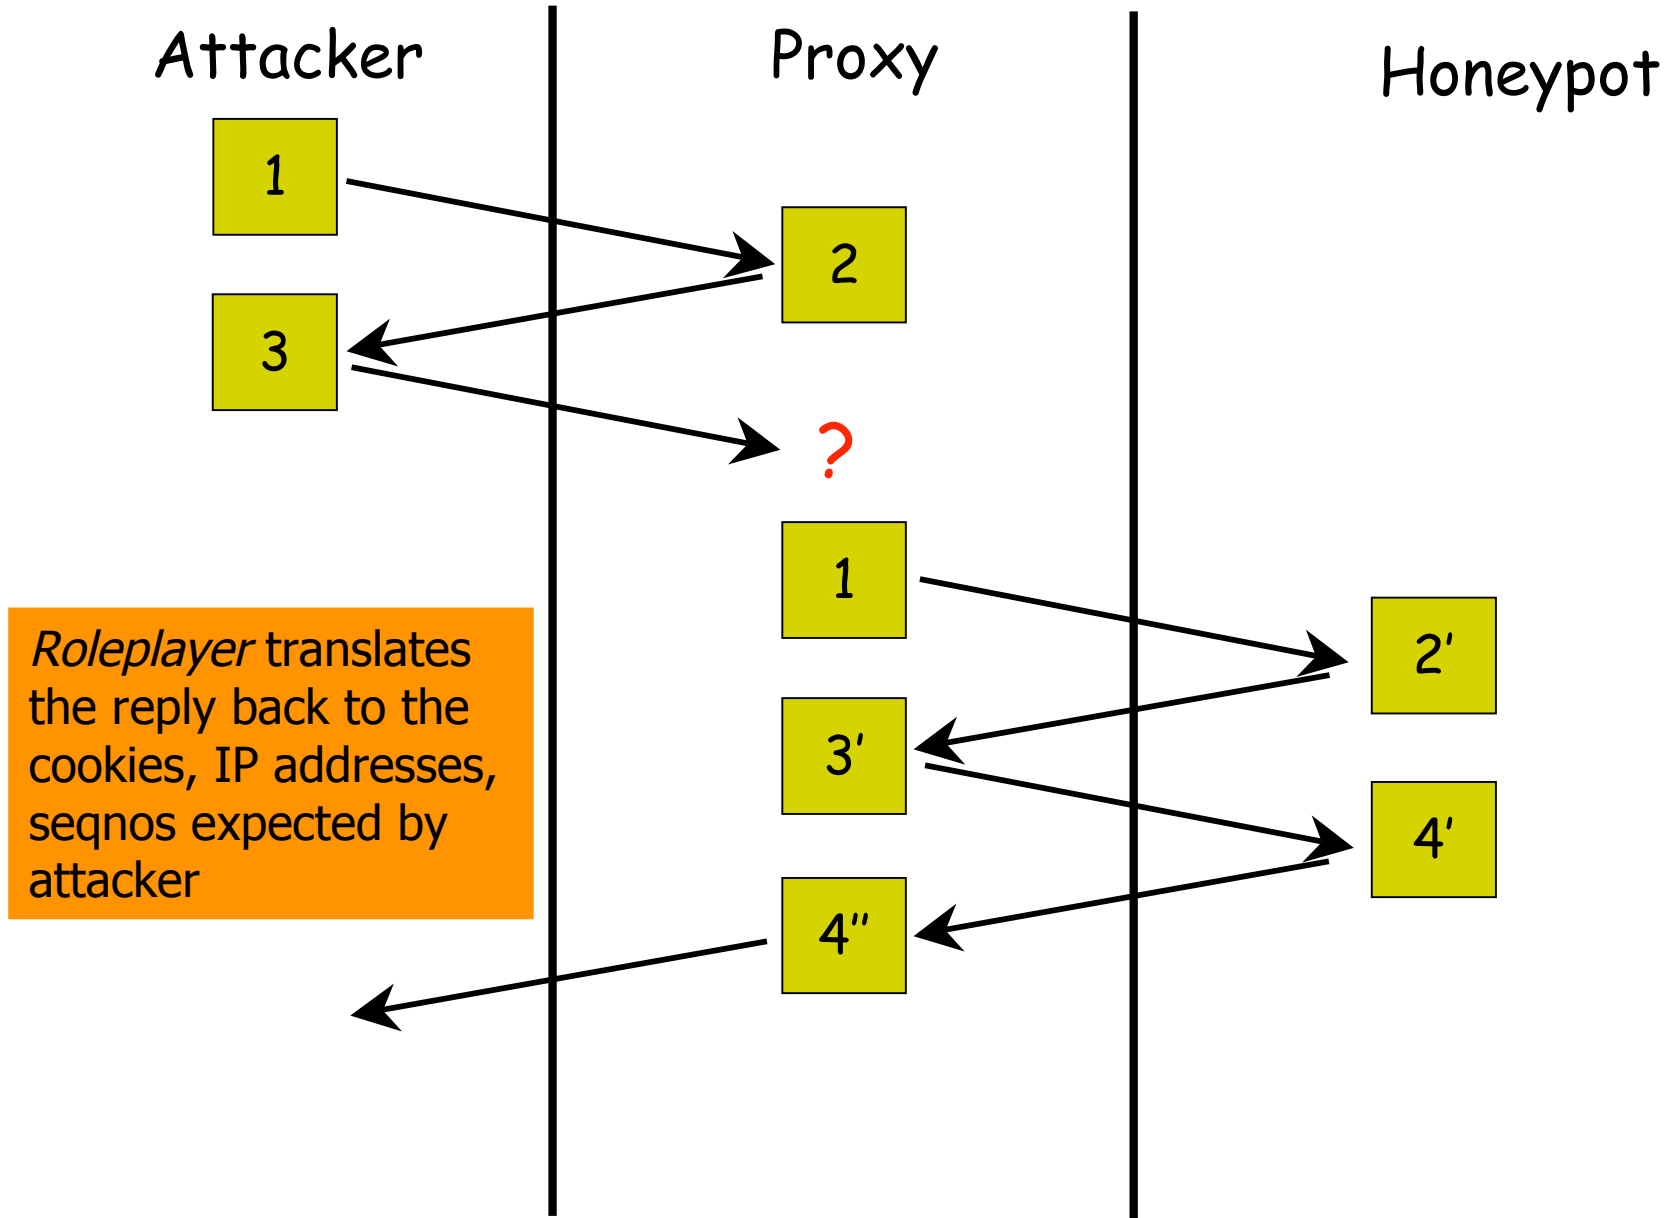 Attacker
Proxy
Honeypot
1
2
3
?
1
2'
3'
4'
4''
Roleplayer translates
the reply back to the
cookies, IP addresses,
seqnos expected by
attacker